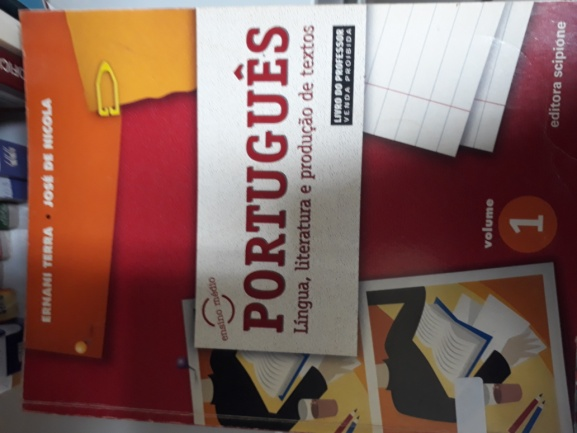 ERNANI TERRA • JOSÉ DE NICOLA
ensino médio
PORTUGUÊS
Língua, literatura e produção de textos
LIVRO DO PROFESSOR
VENDA PROIBIDA
volume
1
editora scipione